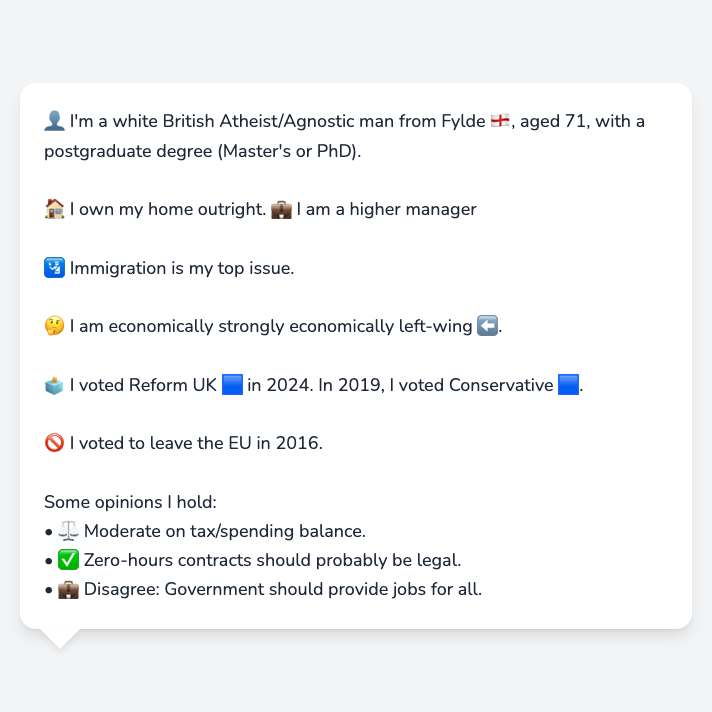 👤 I'm a white British Atheist/Agnostic man from Fylde 🏴󠁧󠁢󠁥󠁮󠁧󠁿, aged 71, with a
postgraduate degree (Master's or PhD).
🏠 I own my home outright. 💼 I am a higher manager
🛂 Immigration is my top issue.
🤔 I am economically strongly economically left-wing ⬅️.
🗳️ I voted Reform UK 🟦 in 2024. In 2019, I voted Conservative 🟦.
🚫 I voted to leave the EU in 2016.
Some opinions I hold:
• ⚖️ Moderate on tax/spending balance.
• ✅ Zero-hours contracts should probably be legal.
• 💼 Disagree: Government should provide jobs for all.